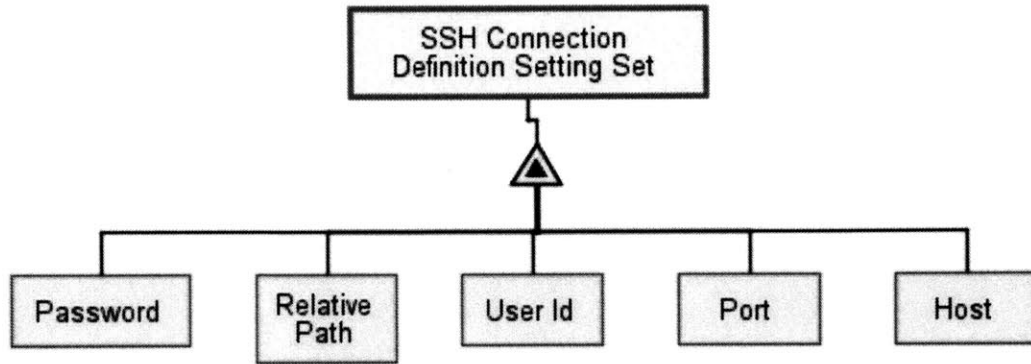 SSH Connection
Definition Setting Set
Password
Relative
Path
User Id
Port
Host